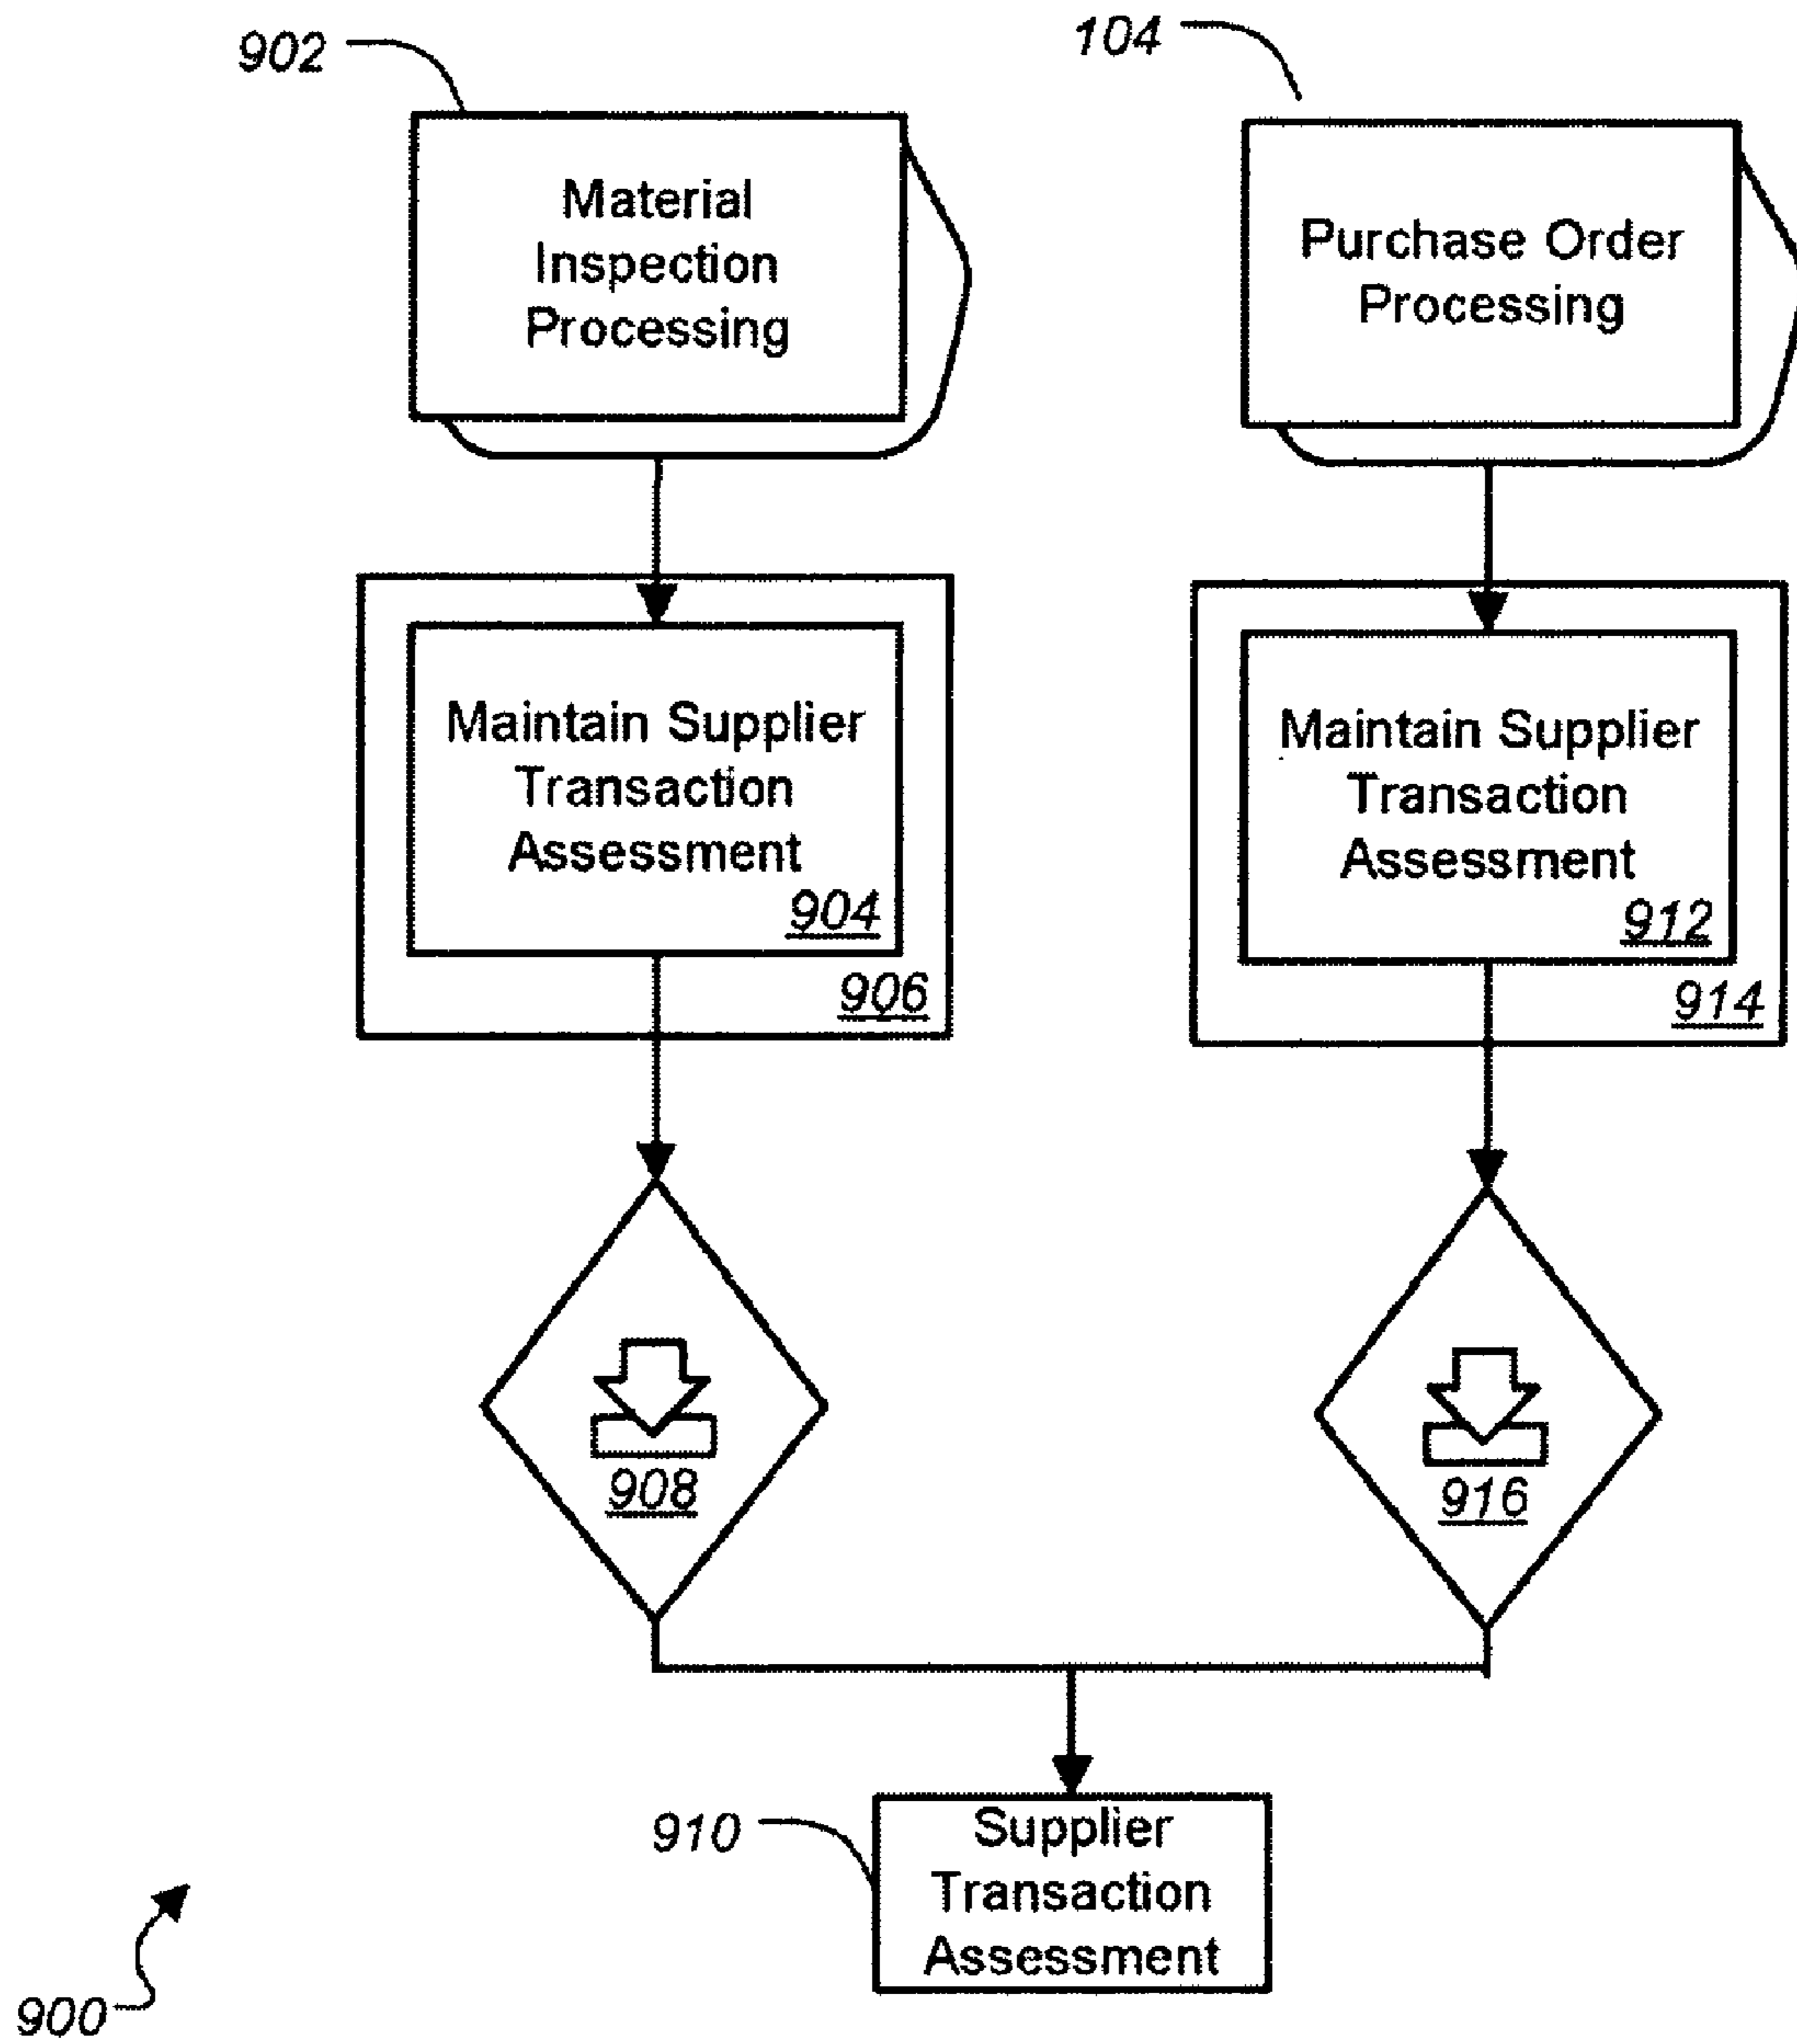 902
104
Material
Inspection
Processing
Purchase Order
Processing
Maintain Supplier
Transaction
Assessment
904
906
Maintain Supplier
Transaction
Assessment
912
914
908
916
910
Supplier
Transaction
Assessment
900